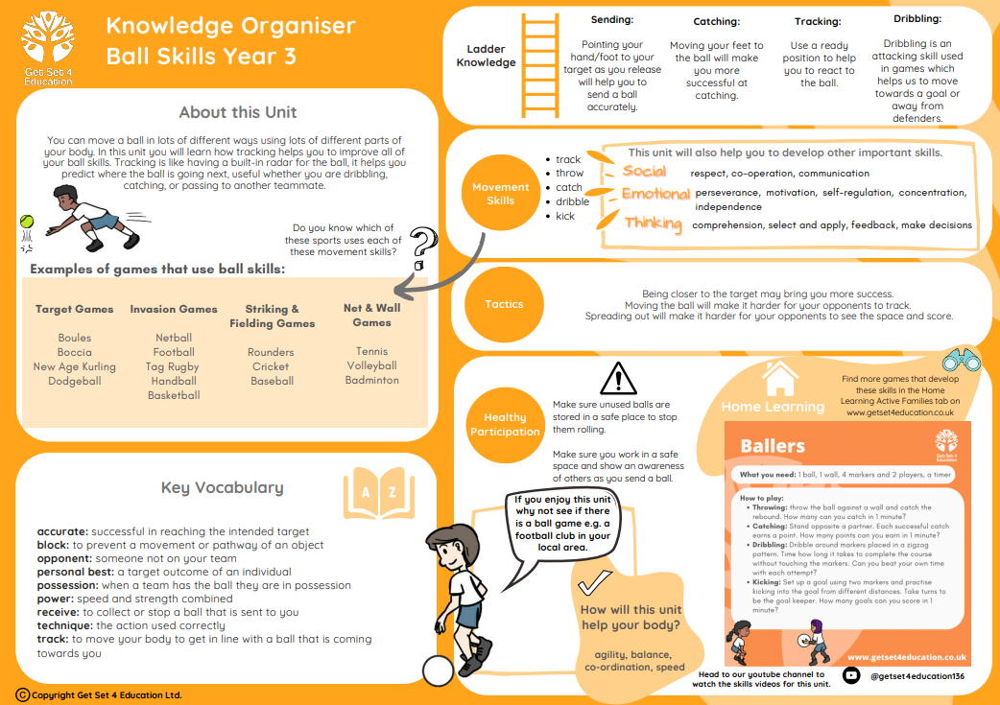 Knowledge Organiser
Ball Skills Year 3
Get Set 4
Education
About this Unit
You can move a ball in lots of different ways using lots of different parts of
your body. In this unit you will learn how tracking helps you to improve all of
your ball skills. Tracking is like having a built-in radar for the ball, it helps you
predict where the ball is going next, useful whether you are dribbling,
catching, or passing to another teammate.
Do you know which of
these sports uses each of
these movement skills?
?
Examples of games that use ball skills:
Target Games
Boules
Boccia
New Age Kurling
Dodgeball
Invasion Games
Netball
Football
Tag Rugby
Handball
Basketball
Striking &
Fielding Games
Rounders
Cricket
Baseball
Net & Wall
Games
Tennis
Volleyball
Badminton
Key Vocabulary
A Z
accurate: successful in reaching the intended target
block: to prevent a movement or pathway of an object
opponent: someone not on your team
personal best: a target outcome of an individual
possession: when a team has the ball they are in possession
power: speed and strength combined
receive: to collect or stop a ball that is sent to you
technique: the action used correctly
track: to move your body to get in line with a ball that is coming
towards you
© Copyright Get Set 4 Education Ltd.
Ladder
Knowledge
Sending:
Pointing your
hand/foot to your
target as you release
will help you to
send a ball
accurately.
Catching:
Moving your feet to
the ball will make
you more
successful at
catching.
Tracking:
Use a ready
position to help
you to react to
the ball.
Dribbling:
Dribbling is an
attacking skill used
in games which
helps us to move
towards a goal or
away from
defenders.
Movement
Skills
• track
• throw
• catch
• dribble
• kick
This unit will also help you to develop other important skills.
Social respect, co-operation, communication
Emotional perseverance, motivation, self-regulation, concentration,
independence
Thinking comprehension, select and apply, feedback, make decisions
Tactics
Being closer to the target may bring you more success.
Moving the ball will make it harder for your opponents to track.
Spreading out will make it harder for your opponents to see the space and score.
Healthy
Participation
!
Make sure unused balls are
stored in a safe place to stop
them rolling.
Make sure you work in a safe
space and show an awareness
of others as you send a ball.
If you enjoy this unit
why not see if there
is a ball game e.g. a
football club in your
local area.
How will this unit
help your body?
agility, balance,
co-ordination, speed
Home Learning
Find more games that develop
these skills in the Home
Learning Active Families tab on
www.getset4education.co.uk
Ballers
Get Set 4
Education
What you need: 1 ball, 1 wall, 4 markers and 2 players, a timer
How to play:
• Throwing: throw the ball against a wall and catch the
rebound. How many can you catch in 1 minute?
• Catching: Stand opposite a partner. Each successful catch
earns a point. How many points can you earn in 1 minute?
• Dribbling: Dribble around markers placed in a zigzag
pattern. Time how long it takes to complete the course
without touching the markers. Can you beat your own time
with each attempt?
• Kicking: Set up a goal using two markers and practise
kicking into the goal from different distances. Take turns to
be the goal keeper. How many goals can you score in 1
minute?
www.getset4education.co.uk
Head to our youtube channel to
watch the skills videos for this unit.
@getset4education136